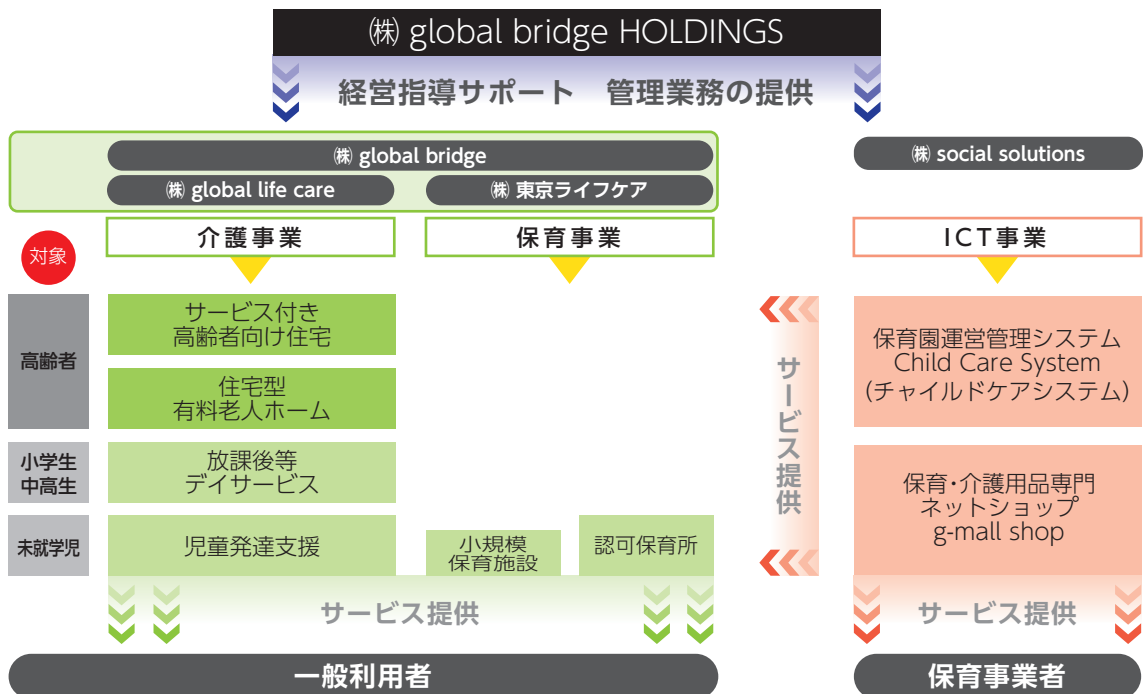 ㈱ global bridge HOLDINGS
経営指導サポート 管理業務の提供
㈱ global bridge
㈱ social solutions
㈱ global life care
㈱ 東京ライフケア
対象
介護事業
保育事業
ICT事業
高齢者
サービス付き
高齢者向け住宅
住宅型
有料老人ホーム
小学生
中高生
放課後等
デイサービス
未就学児
児童発達支援
小規模
保育施設
認可保育所
サービス提供
保育園運営管理システム
Child Care System
(チャイルドケアシステム)
保育・介護用品専門
ネットショップ
g-mall shop
サービス提供
サービス提供
一般利用者
保育事業者